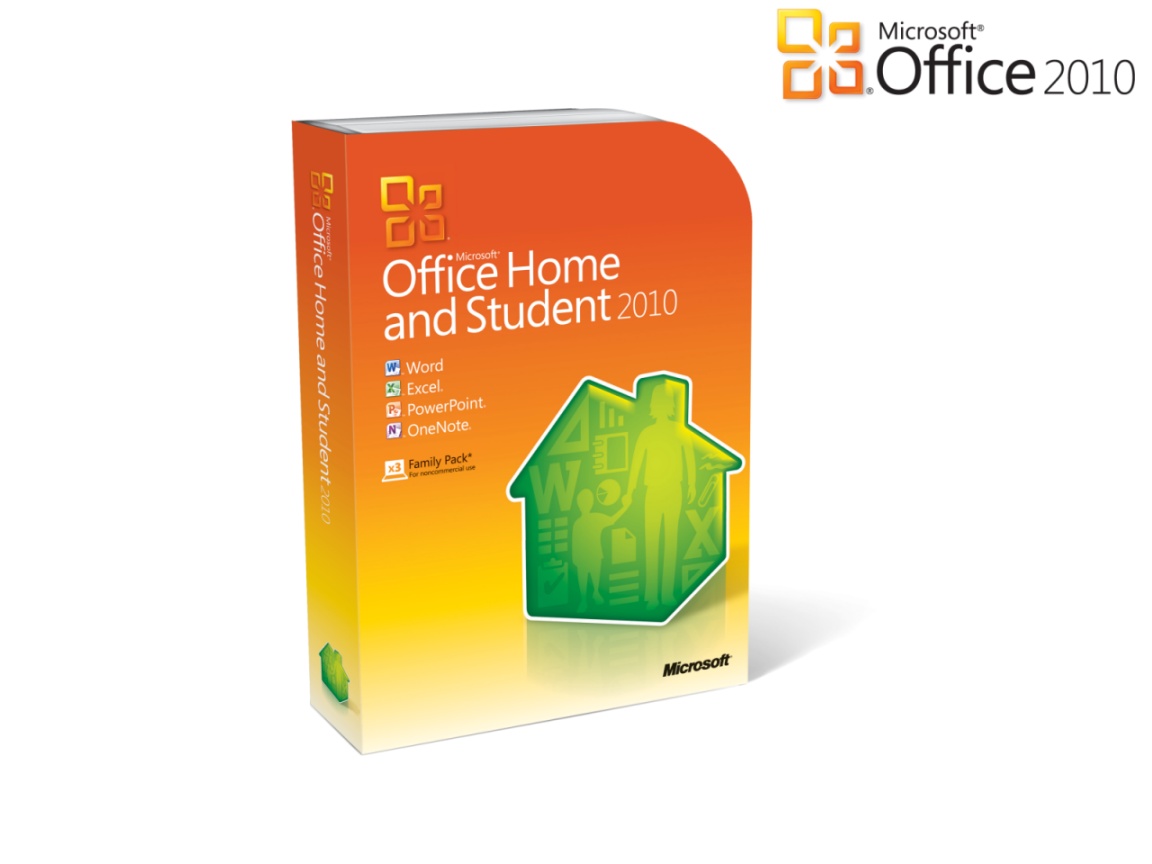 Microsoft®
Office 2010
Microsoft®
Office Home
and Student 2010
Word
Excel.
PowerPoint.
OneNote.
x3 Family Pack*
For noncommercial use
Microsoft®
Office Home and Student 2010
Microsoft